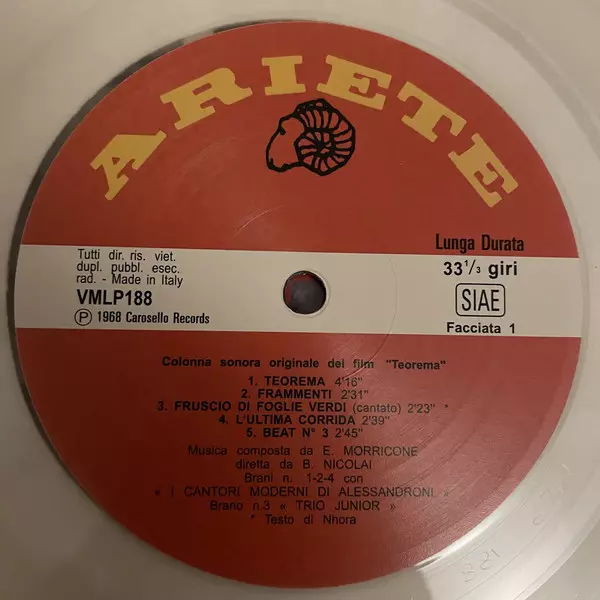 ARIETE
Tutti dir. ris. viet.
dupl. pubbl. esec.
rad. - Made in Italy
VMLP188
Ⓟ 1968 Carosello Records
Lunga Durata
33 1/3 giri
SIAE
Facciata 1
Colonna sonora originale del film "Teorema"
1. TEOREMA 4'16"
2. FRAMMENTI 2'31"
3. FRUSCIO DI FOGLIE VERDI (cantato) 2'23" *
4. L'ULTIMA CORRIDA 2'39"
5. BEAT N° 3 2'45"
Musica composta da E. MORRICONE
diretta da B. NICOLAI
Brani n. 1-2-4 con
« I CANTORI MODERNI DI ALESSANDRONI »
Brano n.3 « TRIO JUNIOR »
* Testo di Nhora